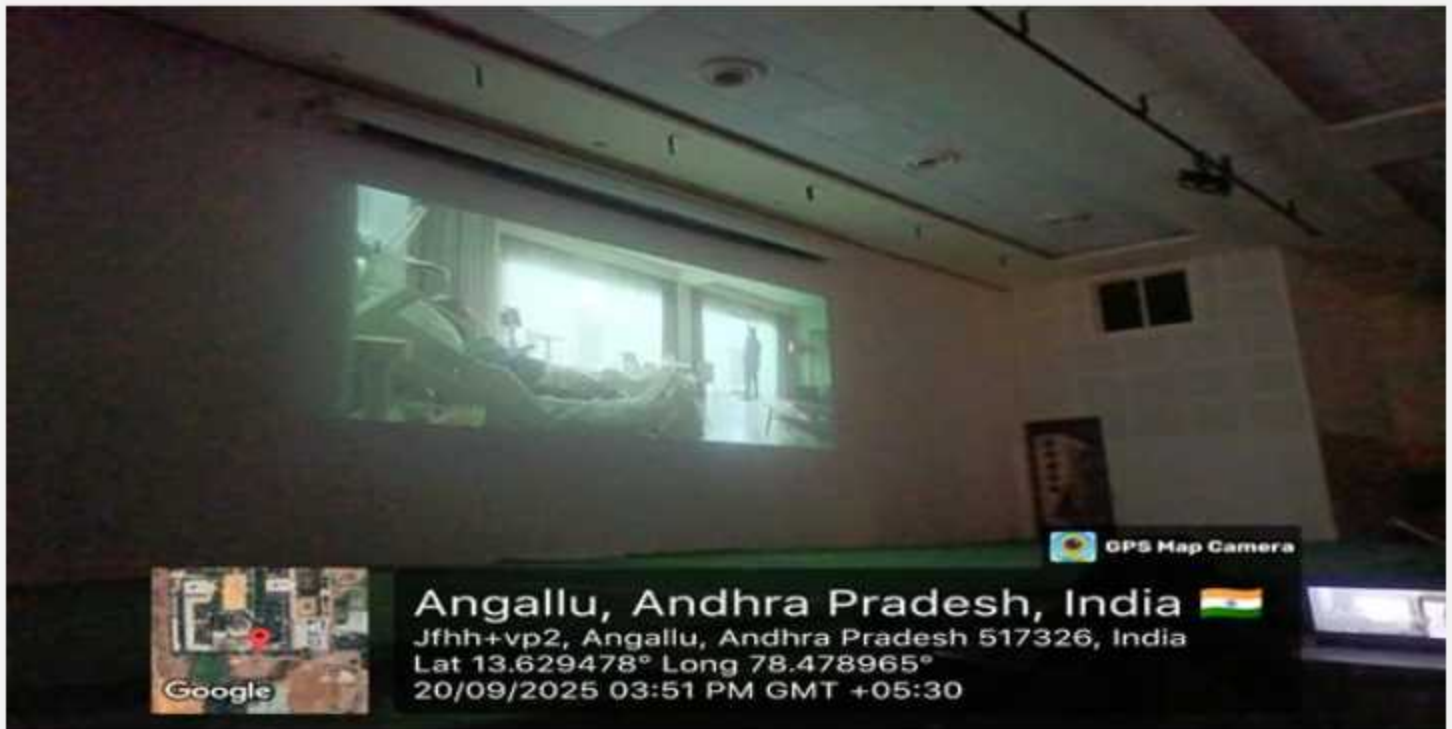 GPS Map Camera
Angallu, Andhra Pradesh, India
Jfhh+vp2, Angallu, Andhra Pradesh 517326, India
Lat 13.629478° Long 78.478965°
20/09/2025 03:51 PM GMT +05:30
Google